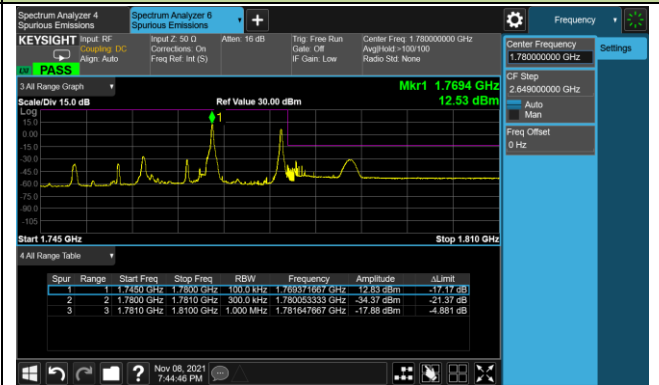 Spectrum Analyzer 4
Spurious Emissions
Spectrum Analyzer 6
Spurious Emissions
Frequency
KEYSIGHT
Input: RF
Coupling: DC
Align: Auto
Input Z: 50 Ω
Corrections: On
Freq Ref: Int (S)
Atten: 16 dB
Trig: Free Run
Gate: Off
IF Gain: Low
Center Freq: 1.780000000 GHz
Avg|Hold:>100/100
Radio Std: None
PASS
Center Frequency
1.780000000 GHz
Settings
CF Step
2.649000000 GHz
Auto
Man
Freq Offset
0 Hz
3 All Range Graph
Mkr1 1.7694 GHz
Scale/Div 15.0 dB
Ref Value 30.00 dBm
12.53 dBm
Log
15.0
0.00
-15.0
-30.0
-45.0
-60.0
-75.0
-90.0
-105
1
Start 1.745 GHz
Stop 1.810 GHz
4 All Range Table
Spur Range Start Freq Stop Freq RBW Frequency Amplitude ΔLimit
1 1 1.7450 GHz 1.7800 GHz 100.0 kHz 1.769371667 GHz 12.83 dBm -17.17 dB
2 2 1.7800 GHz 1.7810 GHz 300.0 kHz 1.780053333 GHz -34.37 dBm -21.37 dB
3 3 1.7810 GHz 1.8100 GHz 1.000 MHz 1.781647667 GHz -17.88 dBm -4.881 dB
Nov 08, 2021
7:44:46 PM